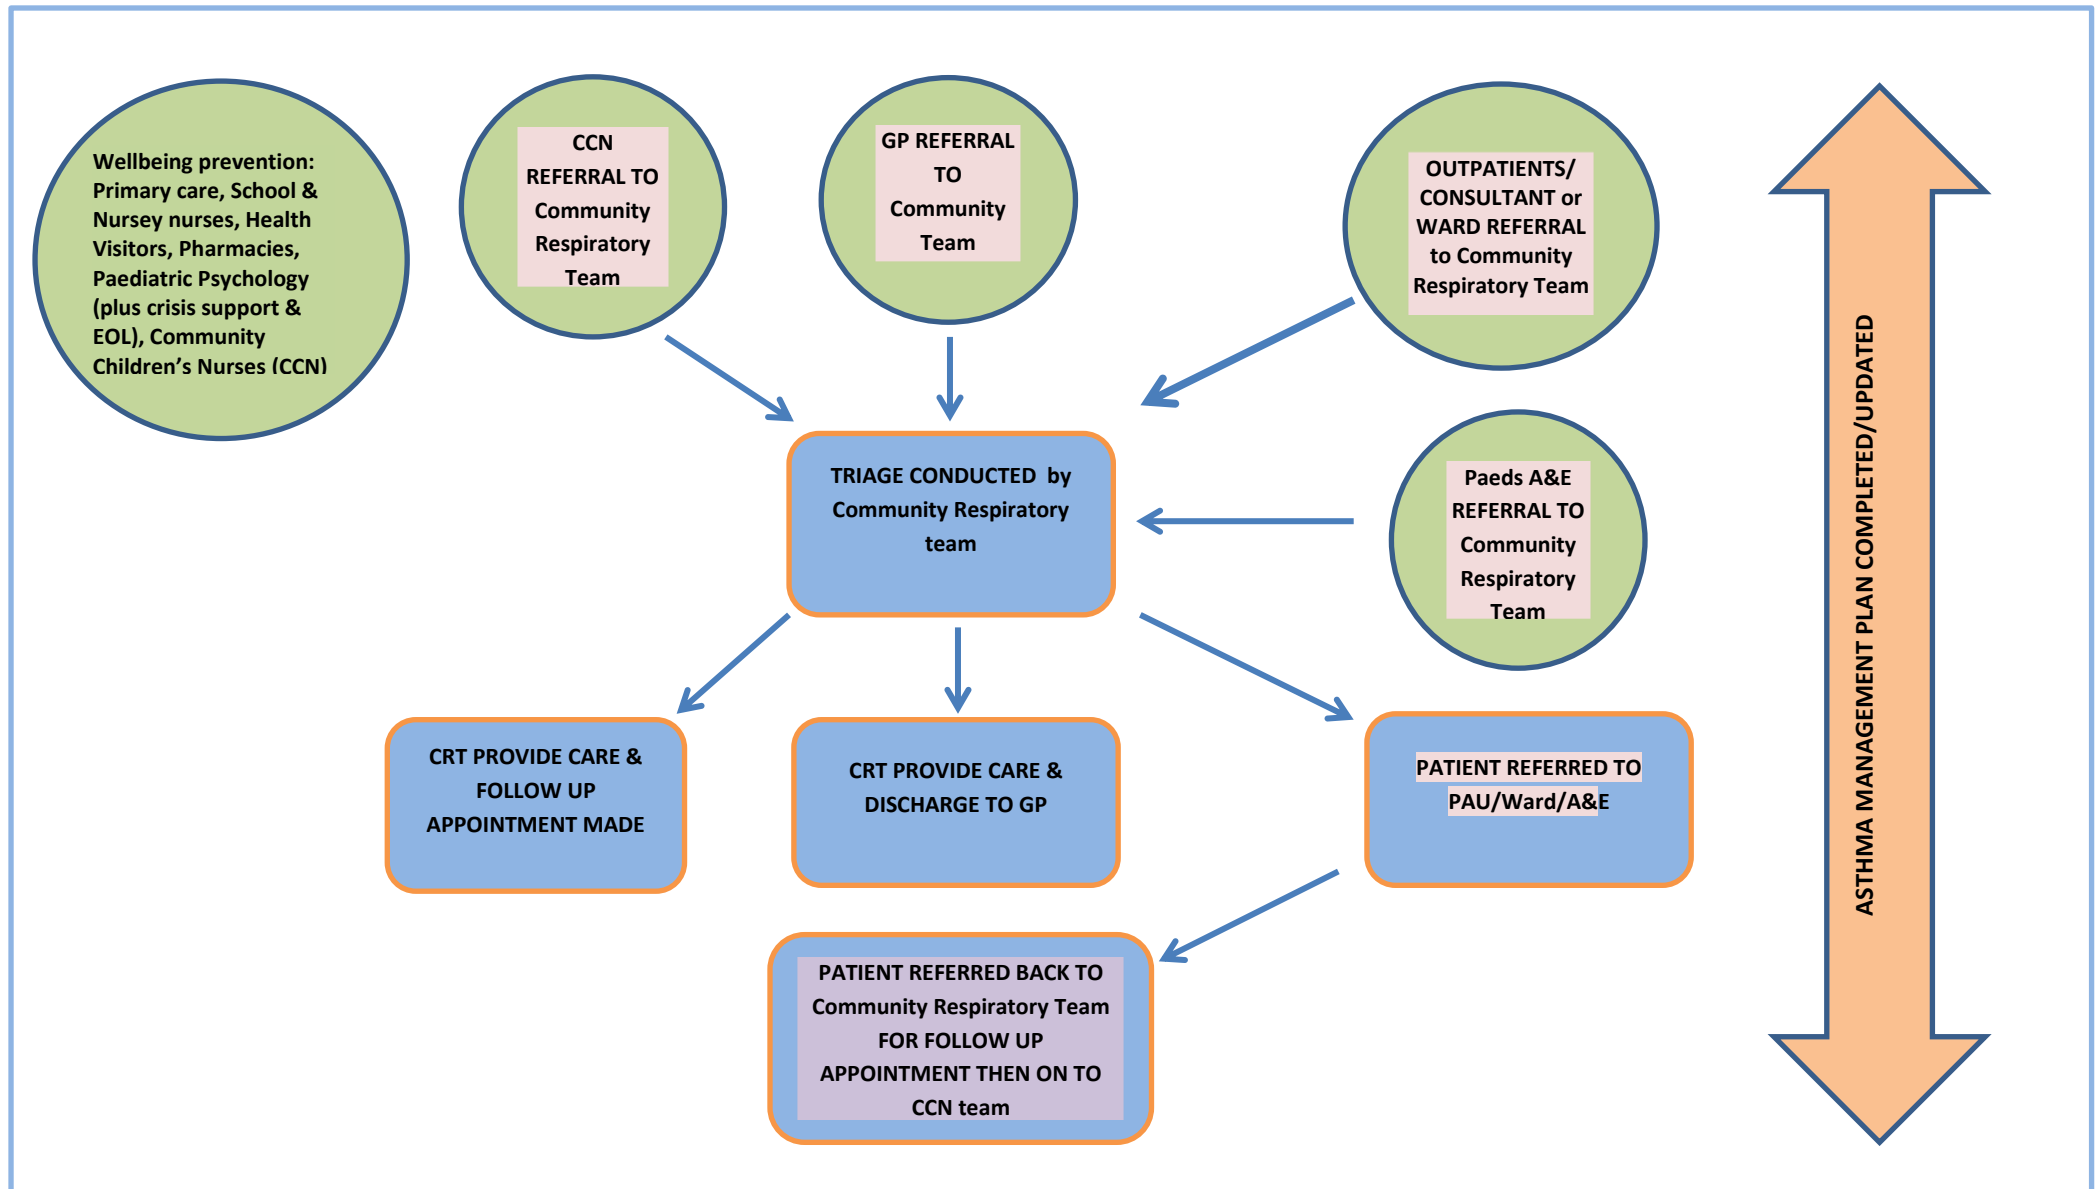 Wellbeing prevention:
Primary care, School &
Nursey nurses, Health
Visitors, Pharmacies,
Paediatric Psychology
(plus crisis support &
EOL), Community
Children’s Nurses (CCN)
CCN
REFERRAL TO
Community
Respiratory
Team
GP REFERRAL
TO
Community
Team
OUTPATIENTS/
CONSULTANT or
WARD REFERRAL
to Community
Respiratory Team
TRIAGE CONDUCTED by
Community Respiratory
team
Paeds A&E
REFERRAL TO
Community
Respiratory
Team
CRT PROVIDE CARE &
FOLLOW UP
APPOINTMENT MADE
CRT PROVIDE CARE &
DISCHARGE TO GP
PATIENT REFERRED TO
PAU/Ward/A&E
PATIENT REFERRED BACK TO
Community Respiratory Team
FOR FOLLOW UP
APPOINTMENT THEN ON TO
CCN team
ASTHMA MANAGEMENT PLAN COMPLETED/UPDATED